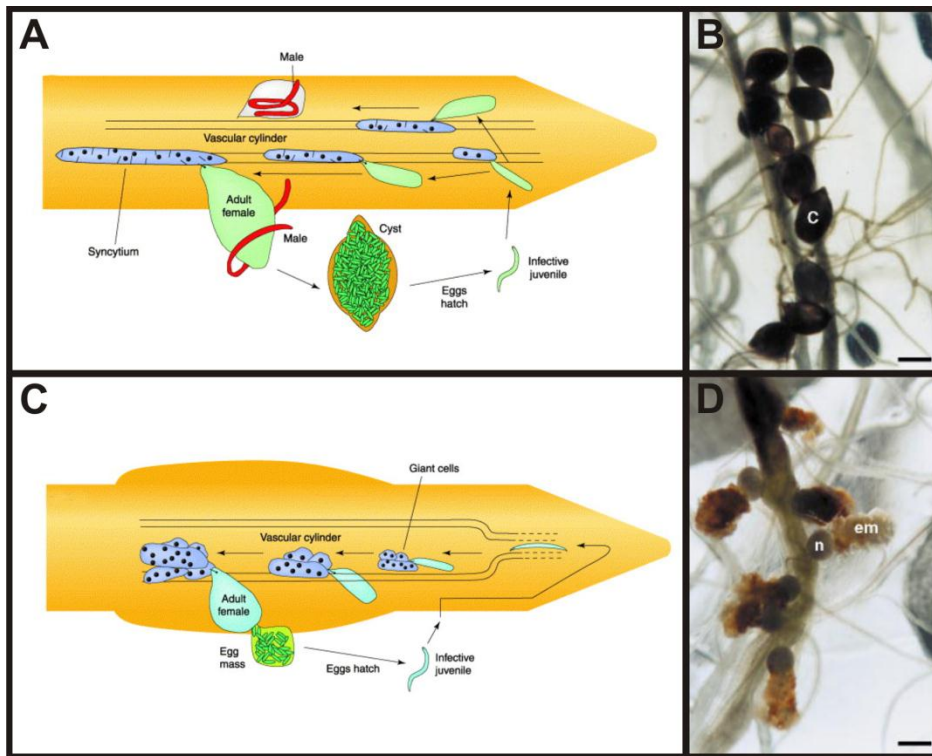 A
Male
Vascular cylinder
Adult
female
Male
Syncytium
Cyst
Eggs
hatch
Infective
juvenile
B
C
C
Giant cells
Vascular cylinder
Adult
female
Egg
mass
Eggs hatch
Infective
juvenile
D
em
n